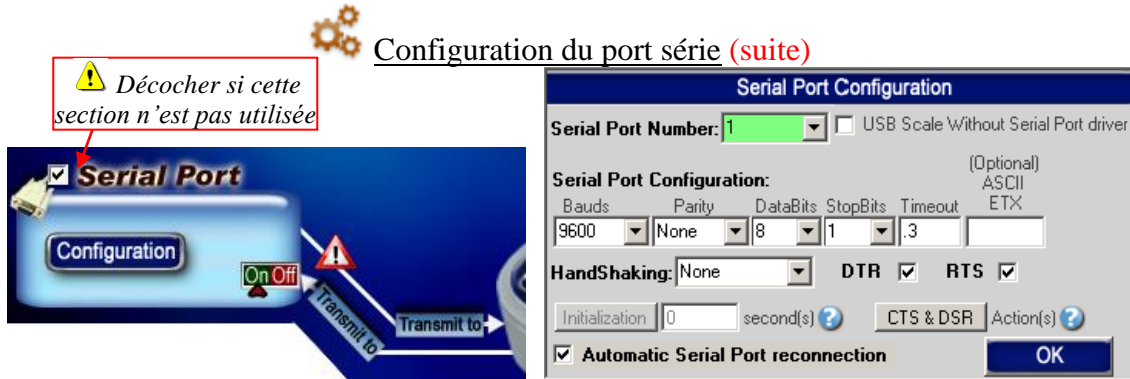 Configuration du port série (suite)
Décocher si cette
section n'est pas utilisée
Serial Port
Configuration
On Off
Transmit to
Transmit to
Serial Port Configuration
Serial Port Number: 1 USB Scale Without Serial Port driver
(Optional)
Serial Port Configuration: ASCII
Bauds Parity DataBits StopBits Timeout ETX
9600 None 8 1 .3
HandShaking: None DTR RTS
Initialization 0 second(s) ? CTS & DSR Action(s) ?
Automatic Serial Port reconnection OK